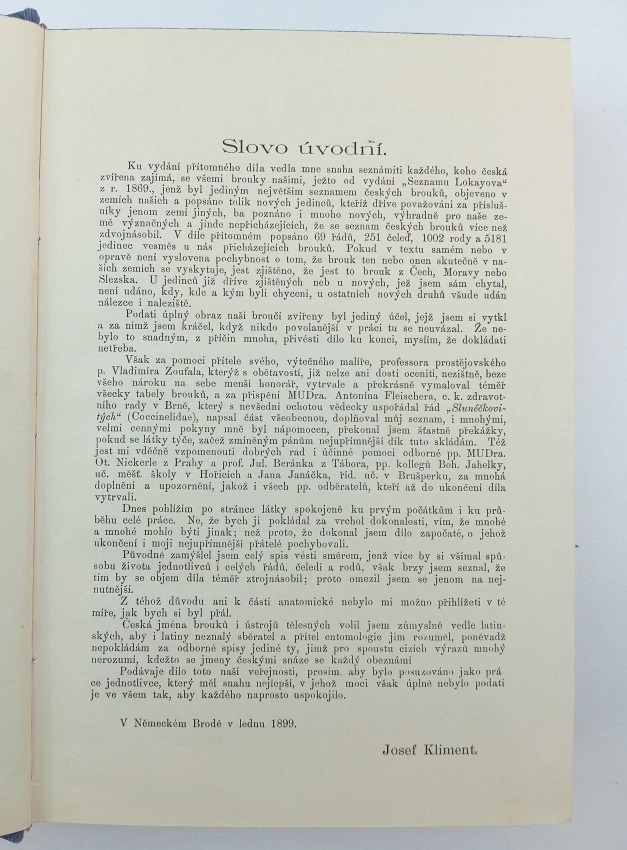 Slovo úvodní.
Ku vydání přítomného díla vedla mne snaha seznámiti každého, koho česká
zvířena zajímá, se všemi brouky našimi, ježto od vydání „Seznamu Lokayova“
z r. 1869., jenž byl jediným největším seznamem českých brouků, objeveno v
zemích našich a popsáno tolik nových jedinců, kteříž dříve považováni za přísluš-
níky jenom zemí jiných, ba poznáno i mnoho nových, výhradně pro naše ze-
mě význačných a jinde nepřicházejících, že se seznam českých brouků více než
zdvojnásobil. V díle přítomném popsáno 69 řádů, 251 čeleď, 1002 rody a 5181
jedinec vesměs u nás přicházejících brouků. Pokud v textu samém nebo v
opravě není vyslovena pochybnost o tom, že brouk ten nebo onen skutečně v na-
šich zemích se vyskytuje, jest zjištěno, že jest to brouk z Čech, Moravy nebo
Slezska. U jedinců již dříve zjištěných neb u nových, jež jsem sám chytal,
není udáno, kdy, kde a kým byli chyceni, u ostatních nových druhů všude udán
nálezce i naleziště.
Podati úplný obraz naší broučí zvířeny byl jediný účel, jejž jsem si vytkl
a za nímž jsem kráčel, když nikdo povolanější v práci tu se neuvázal. Že ne-
bylo to snadným, z příčin mnoha, přivésti dílo ku konci, myslím, že dokládati
netřeba.
Však za pomoci přítele svého, výtečného malíře, professora prostějovského
p. Vladimíra Zoufala, kterýž s obětavostí, již nelze ani dosti oceniti, nezištně, beze
všeho nároku na sebe menší honorář, vytrvale a překrásně vymaloval téměř
všecky tabely brouků, a za přispění MUDra. Antonína Fleischera, c. k. zdravot-
ního rady v Brně, který s nevšední ochotou vědecky uspořádal řád „Slunéčkovi-
tých“ (Coccinelidae), napsal část všeobecnou, doplňoval můj seznam, i mnohými,
velmi cennými pokyny mně byl nápomocen, překonal jsem šťastně překážky,
pokud se látky týče, začež zmíněným pánům nejupřímnější dík tuto skládám. Též
jest mi vděčně vzpomenouti dobrých rad i účinné pomoci odborné pp. MUDra.
Ot. Nickerle z Prahy a prof. Jul. Beránka z Tábora, pp. kollegů Boh. Jahelky,
uč. měšť. školy v Hořicích a Jana Janáčka, říd. uč. v Brušperku, za mnohá
doplnění a upozornění, jakož i všech pp. odběratelů, kteří až do ukončení díla
vytrvali.
Dnes pohlížím po stránce látky spokojeně ku prvým počátkům i ku prů-
běhu celé práce. Ne, že bych ji pokládal za vrchol dokonalosti, vím, že mnohé
a mnohé mohlo býti jinak; než proto, že dokonal jsem dílo započaté, o jehož
ukončení i moji nejupřímnější přátelé pochybovali.
Původně zamýšlel jsem celý spis vésti směrem, jenž více by si všímal způ-
sobu života jednotlivců i celých řádů, čeledí a rodů, však brzy jsem seznal, že
tím by se objem díla téměř ztrojnásobil; proto omezil jsem se jenom na nej-
nutnější.
Z téhož důvodu ani k části anatomické nebylo mi možno přihlížeti v té
míře, jak bych si byl přál.
Česká jména brouků i ústrojů tělesných volil jsem zúmyslně vedle latin-
ských, aby i latiny neznalý sběratel a přítel entomologie jim rozuměl, poněvadž
nepokládám za odborné spisy jediné ty, jimž pro spoustu cizích výrazů mnohý
nerozumí, kdežto se jmeny českými snáze se každý obeznámí
Podávaje dílo toto naší veřejnosti, prosím, aby bylo posuzováno jako prá
ce jednotlivce, který měl snahu nejlepší, v jehož moci však úplně nebylo podati
je ve všem tak, aby každého naprosto uspokojilo.
V Německém Brodě v lednu 1899.
Josef Kliment.